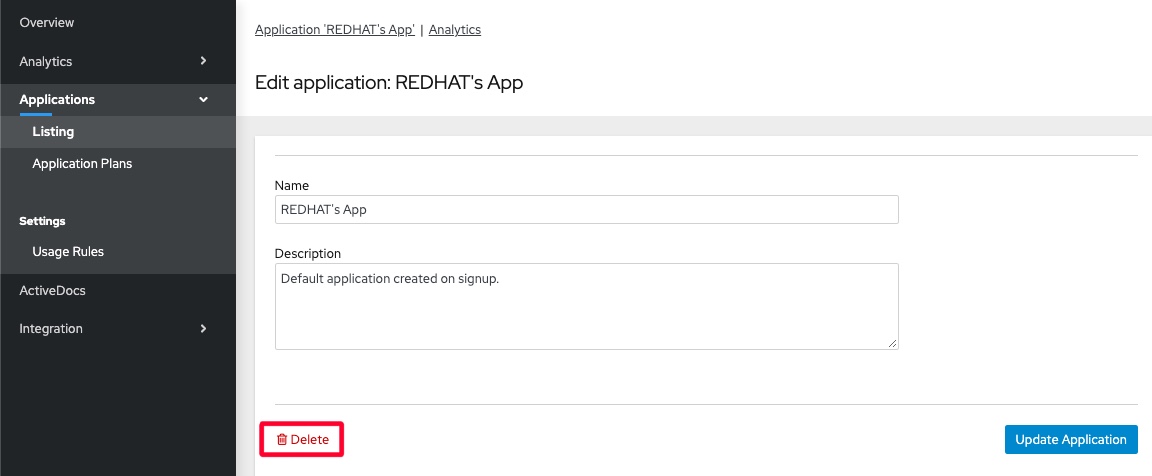 Overview
Analytics
Applications
Listing
Application Plans
Settings
Usage Rules
ActiveDocs
Integration
Application 'REDHAT's App' | Analytics
Edit application: REDHAT's App
Name
REDHAT's App
Description
Default application created on signup.
Delete
Update Application